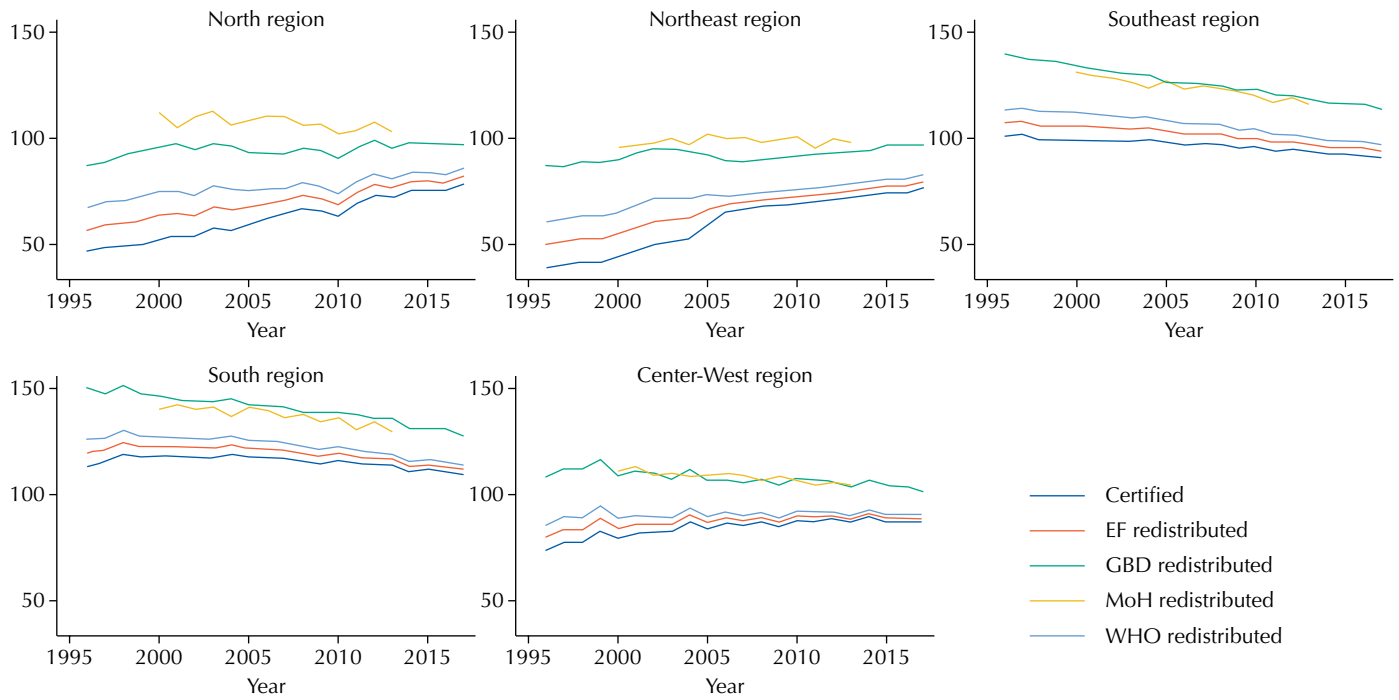 North region
150
100
50
1995 2000 2005 2010 2015
Year
Northeast region
150
100
50
1995 2000 2005 2010 2015
Year
Southeast region
150
100
50
1995 2000 2005 2010 2015
Year
South region
150
100
50
1995 2000 2005 2010 2015
Year
Center-West region
150
100
50
1995 2000 2005 2010 2015
Year
Certified
EF redistributed
GBD redistributed
MoH redistributed
WHO redistributed